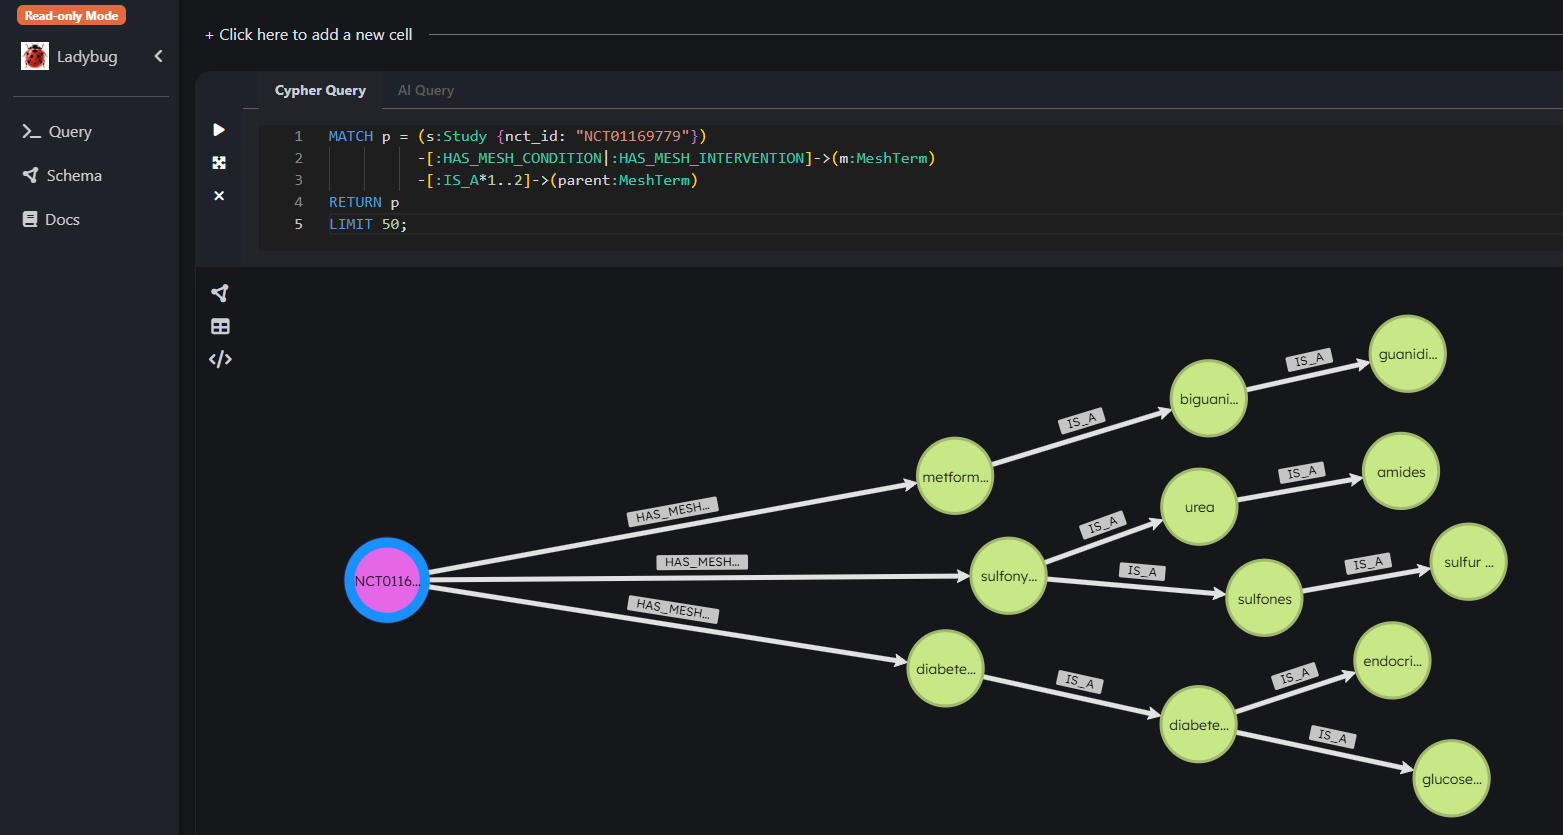 Read-only Mode
Ladybug
Query
Schema
Docs
+ Click here to add a new cell
Cypher Query
AI Query
1 MATCH p = (s:Study {nct_id: "NCT01169779"})
2 -[:HAS_MESH_CONDITION|:HAS_MESH_INTERVENTION]->(m:MeshTerm)
3 -[:IS_A*1..2]->(parent:MeshTerm)
4 RETURN p
5 LIMIT 50;
guanidi...
IS_A
biguani...
IS_A
metform...
HAS_MESH...
amides
IS_A
urea
IS_A
HAS_MESH...
sulfony...
IS_A
sulfones
IS_A
sulfur ...
NCT0116...
HAS_MESH...
diabete...
IS_A
diabete...
IS_A
endocri...
IS_A
glucose...